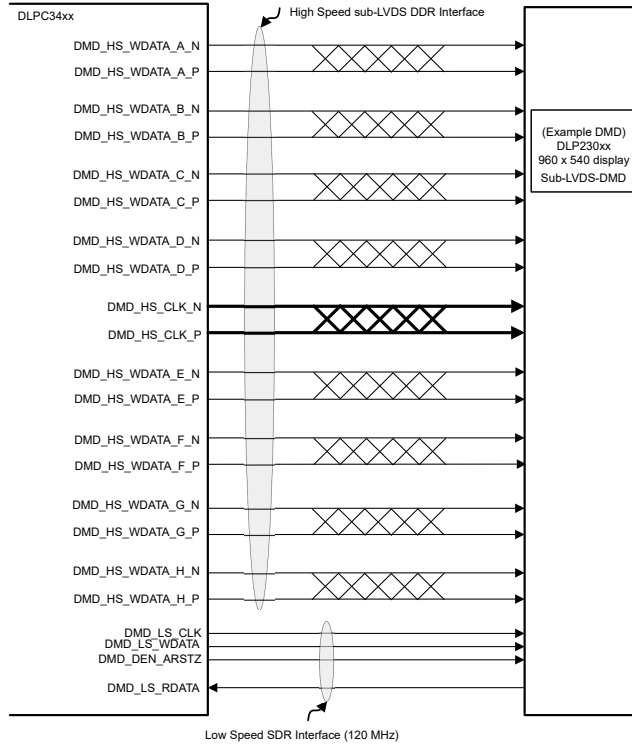 DLPC34xx
High Speed sub-LVDS DDR Interface
DMD_HS_WDATA_A_N
DMD_HS_WDATA_A_P
DMD_HS_WDATA_B_N
DMD_HS_WDATA_B_P
(Example DMD)
DLP230xx
960 x 540 display
Sub-LVDS-DMD
DMD_HS_WDATA_C_N
DMD_HS_WDATA_C_P
DMD_HS_WDATA_D_N
DMD_HS_WDATA_D_P
DMD_HS_CLK_N
DMD_HS_CLK_P
DMD_HS_WDATA_E_N
DMD_HS_WDATA_E_P
DMD_HS_WDATA_F_N
DMD_HS_WDATA_F_P
DMD_HS_WDATA_G_N
DMD_HS_WDATA_G_P
DMD_HS_WDATA_H_N
DMD_HS_WDATA_H_P
DMD_LS_CLK
DMD_LS_WDATA
DMD_DEN_ARSTZ
DMD_LS_RDATA
Low Speed SDR Interface (120 MHz)